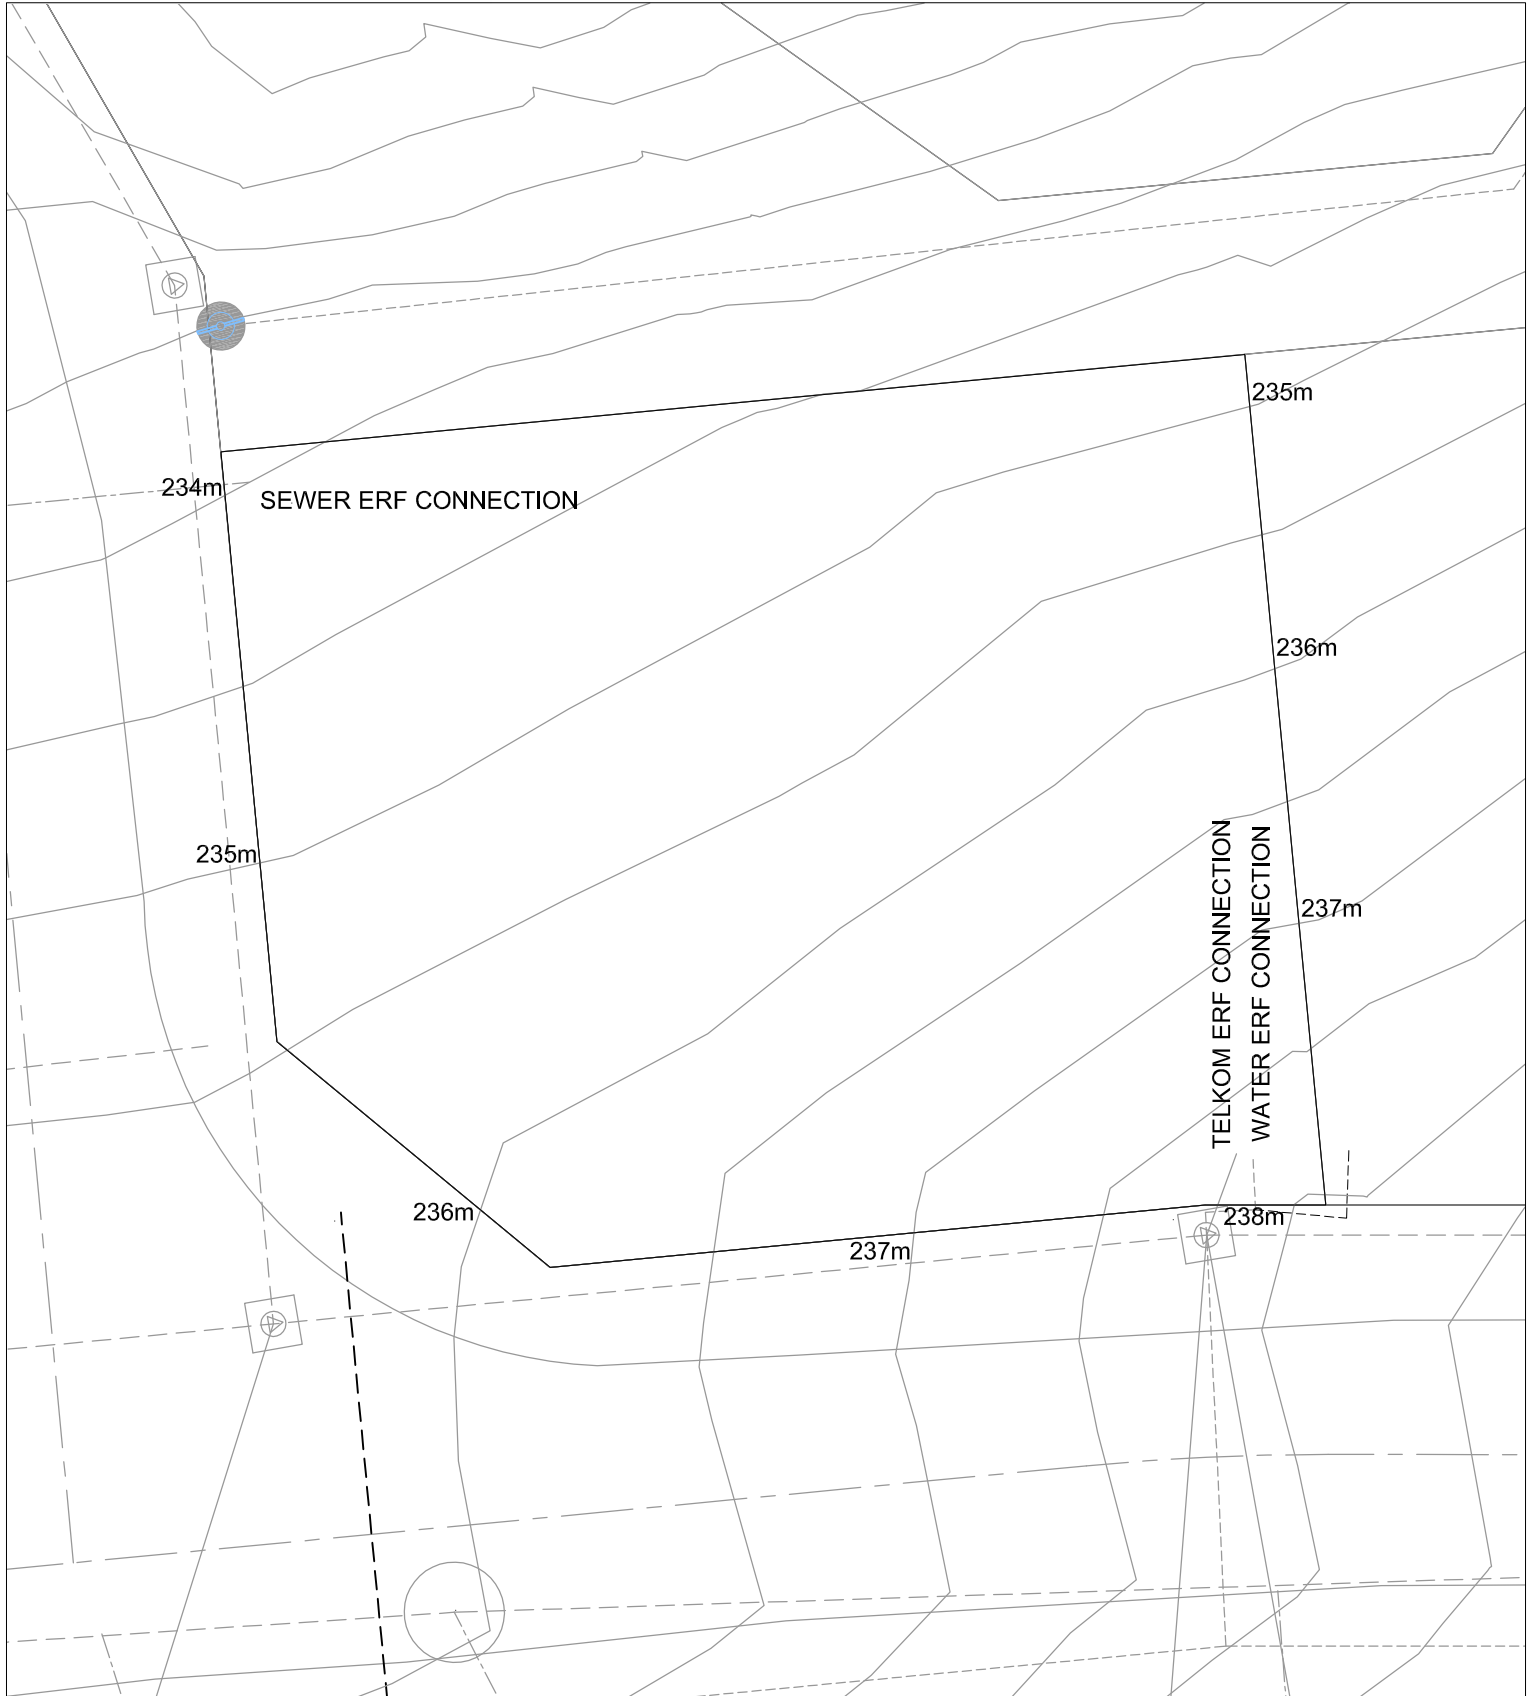 235m
234m
SEWER ERF CONNECTION
236m
235m
TELKOM ERF CONNECTION
WATER ERF CONNECTION
237m
236m
238m
237m